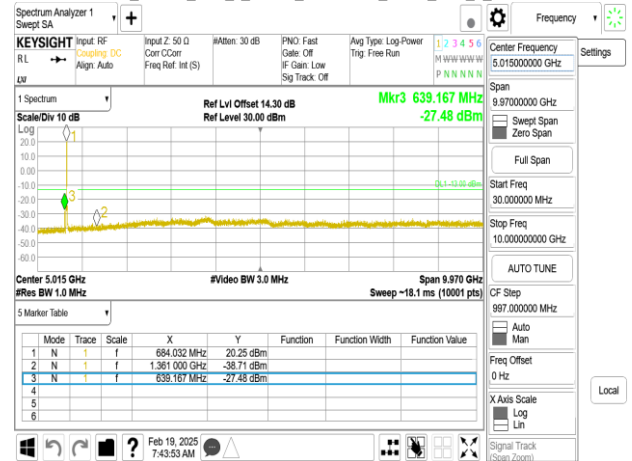 Spectrum Analyzer 1
Swept SA
Frequency
KEYSIGHT
RL
Input: RF
Coupling: DC
Align: Auto
Input Z: 50 Ω
Corr CCorr
Freq Ref: Int (S)
#Atten: 30 dB
PNO: Fast
Gate: Off
IF Gain: Low
Sig Track: Off
Avg Type: Log-Power
Trig: Free Run
1 2 3 4 5 6
M W W W W W
P N N N N N
Center Frequency
5.015000000 GHz
Settings
Span
9.97000000 GHz
Swept Span
Zero Span
Full Span
Start Freq
30.000000 MHz
Stop Freq
10.000000000 GHz
AUTO TUNE
CF Step
997.000000 MHz
Auto
Man
Freq Offset
0 Hz
X Axis Scale
Log
Lin
Local
Signal Track
(Span Zoom)
1 Spectrum
Scale/Div 10 dB
Ref Lvl Offset 14.30 dB
Ref Level 30.00 dBm
Mkr3 639.167 MHz
-27.48 dBm
Log
20.0
10.0
0.00
-10.0
-20.0
-30.0
-40.0
-50.0
-60.0
1
2
3
DL1 -13.00 dBm
Center 5.015 GHz
#Video BW 3.0 MHz
Span 9.970 GHz
#Res BW 1.0 MHz
Sweep ~18.1 ms (10001 pts)
5 Marker Table
Mode Trace Scale X Y Function Function Width Function Value
1 N 1 f 684.032 MHz 20.25 dBm
2 N 1 f 1.361 000 GHz -38.71 dBm
3 N 1 f 639.167 MHz -27.48 dBm
4
5
6
?
Feb 19, 2025
7:43:53 AM